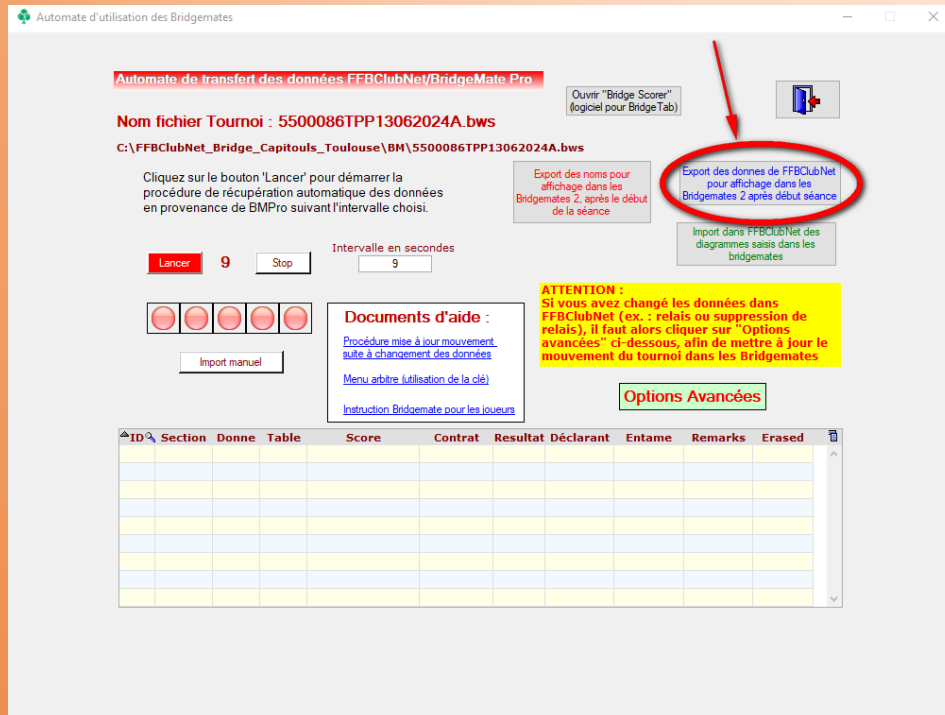 Automate d'utilisation des Bridgemates
Automate de transfert des données FFBClubNet/BridgeMate Pro
Ouvrir "Bridge Scorer"
(logiciel pour BridgeTab)
Nom fichier Tournoi : 5500086TPP13062024A.bws
C:\FFBClubNet_Bridge_Capitouls_Toulouse\BM\5500086TPP13062024A.bws
Cliquez sur le bouton 'Lancer' pour démarrer la
procédure de récupération automatique des données
en provenance de BMPro suivant l'intervalle choisi.
Export des noms pour
affichage dans les
Bridgemates 2, après le début
de la séance
Export des donnes de FFBClubNet
pour affichage dans les
Bridgemates 2 après début séance
Import dans FFBClubNet des
diagrammes saisis dans les
bridgemates
Intervalle en secondes
Lancer 9 Stop 9
ATTENTION :
Si vous avez changé les données dans
FFBClubNet (ex. : relais ou suppression de
relais), il faut alors cliquer sur "Options
avancées" ci-dessous, afin de mettre à jour le
mouvement du tournoi dans les Bridgemates
Import manuel
Documents d'aide :
Procédure mise à jour mouvement
suite à changement des données
Menu arbitre (utilisation de la clé)
Instruction Bridgemate pour les joueurs
Options Avancées
ID Section Donne Table Score Contrat Resultat Déclarant Entame Remarks Erased